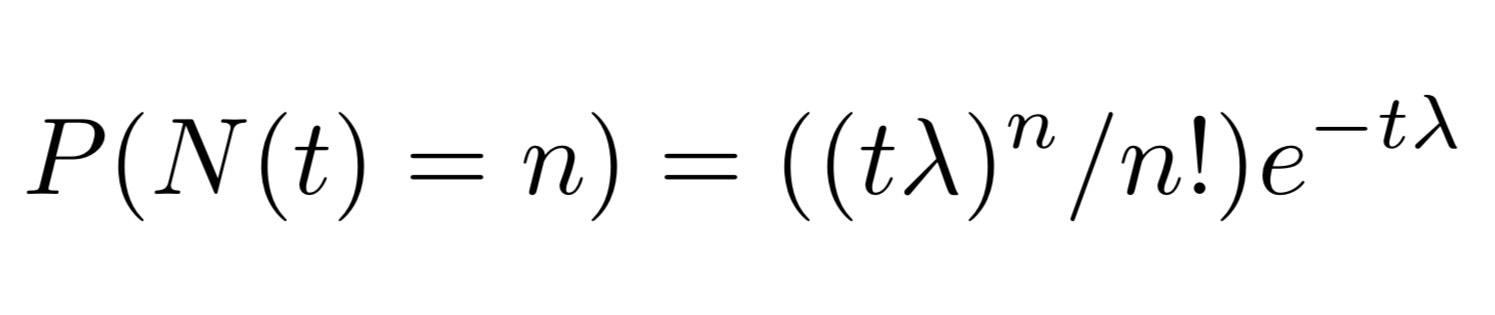 P(N(t) = n) = ((tλ)^n/n!)e^{-tλ}